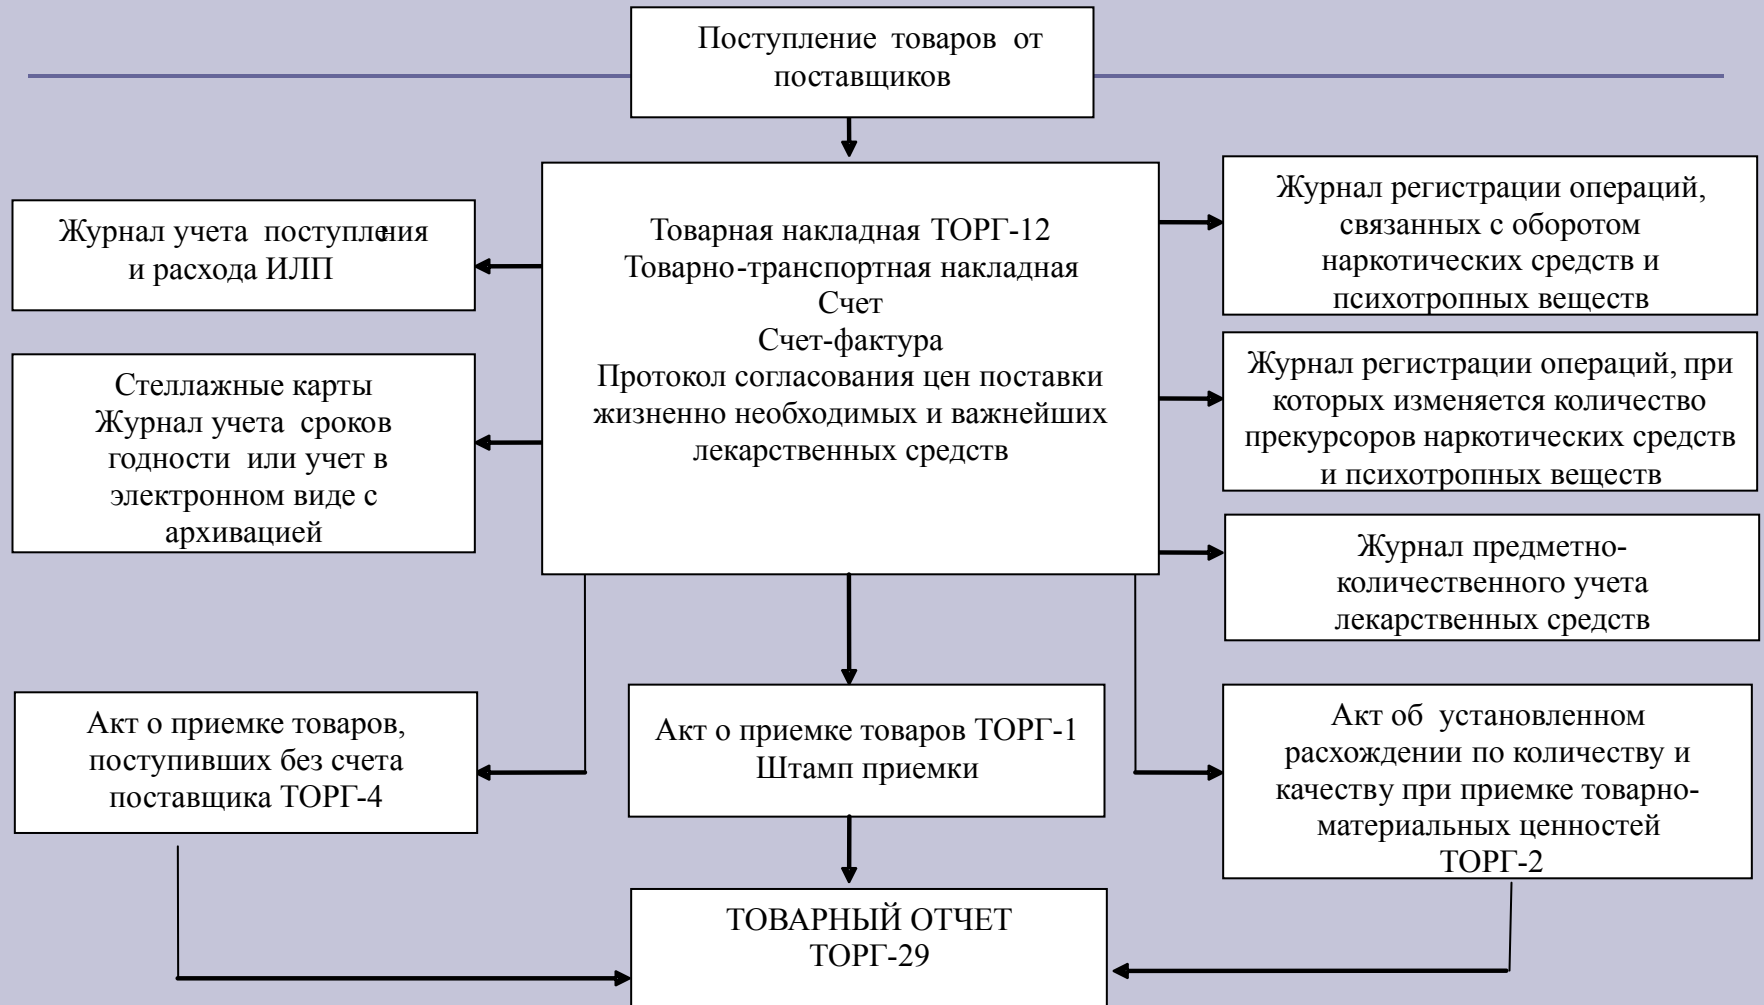 Поступление товаров от
поставщиков
Журнал учета поступления
и расхода ИЛП
Стеллажные карты
Журнал учета сроков
годности или учет в
электронном виде с
архивацией
Товарная накладная ТОРГ-12
Товарно-транспортная накладная
Счет
Счет-фактура
Протокол согласования цен поставки
жизненно необходимых и важнейших
лекарственных средств
Журнал регистрации операций,
связанных с оборотом
наркотических средств и
психотропных веществ
Журнал регистрации операций, при
которых изменяется количество
прекурсоров наркотических средств
и психотропных веществ
Журнал предметно-
количественного учета
лекарственных средств
Акт о приемке товаров,
поступивших без счета
поставщика ТОРГ-4
Акт о приемке товаров ТОРГ-1
Штамп приемки
Акт об установленном
расхождении по количеству и
качеству при приемке товарно-
материальных ценностей
ТОРГ-2
ТОВАРНЫЙ ОТЧЕТ
ТОРГ-29